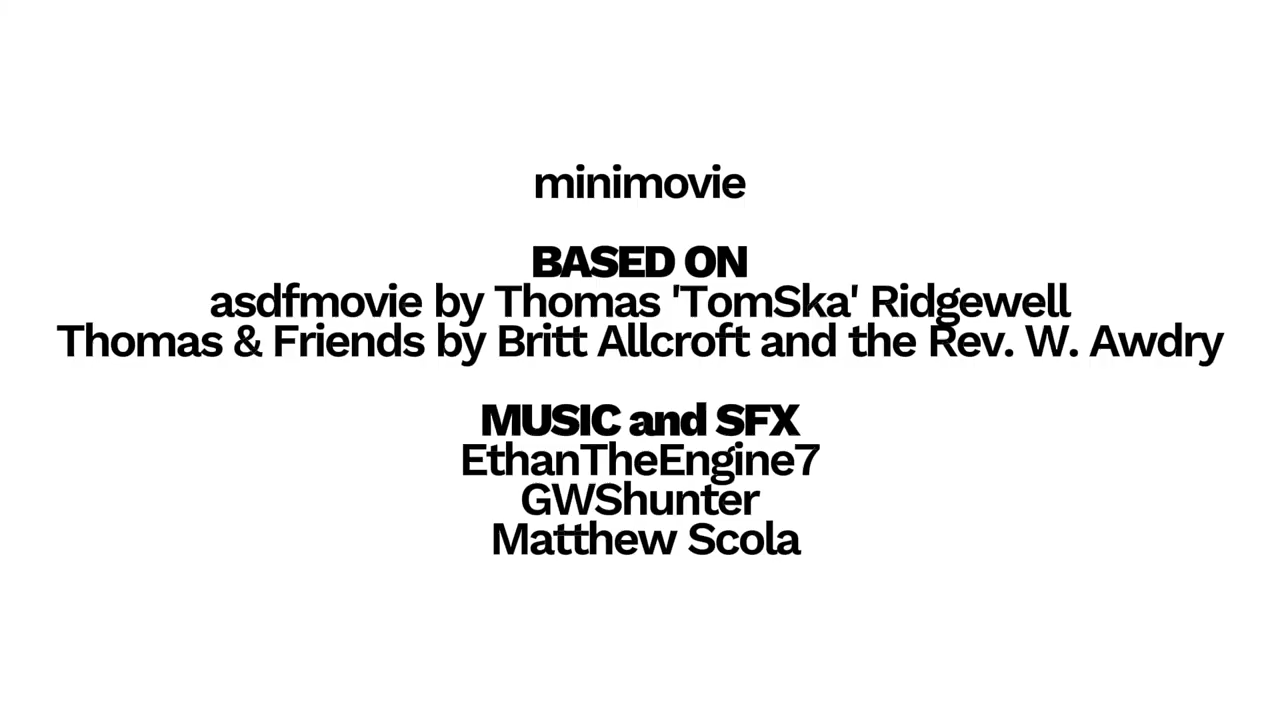 minimovie
BASED ON
asdfmovie by Thomas 'TomSka' Ridgewell
Thomas & Friends by Britt Allcroft and the Rev. W. Awdry
MUSIC and SFX
EthanTheEngine7
GWShunter
Matthew Scola